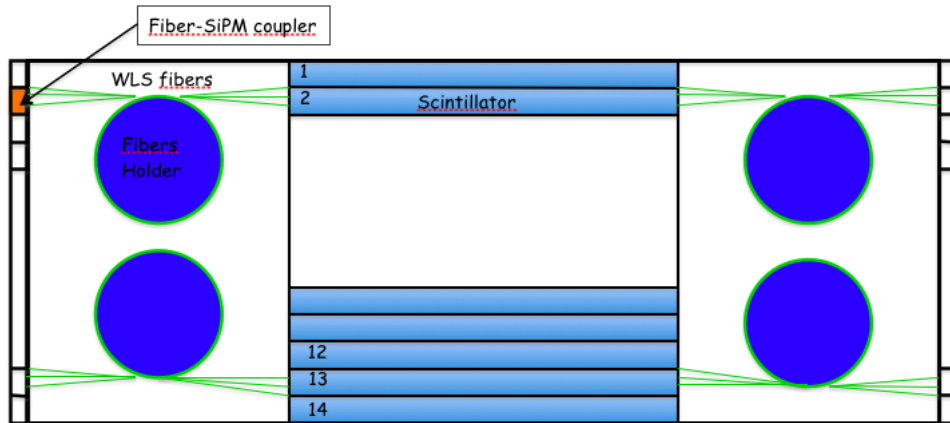 Fiber-SiPM coupler
WLS fibers
1
2
Scintillator
Fibers
Holder
12
13
14